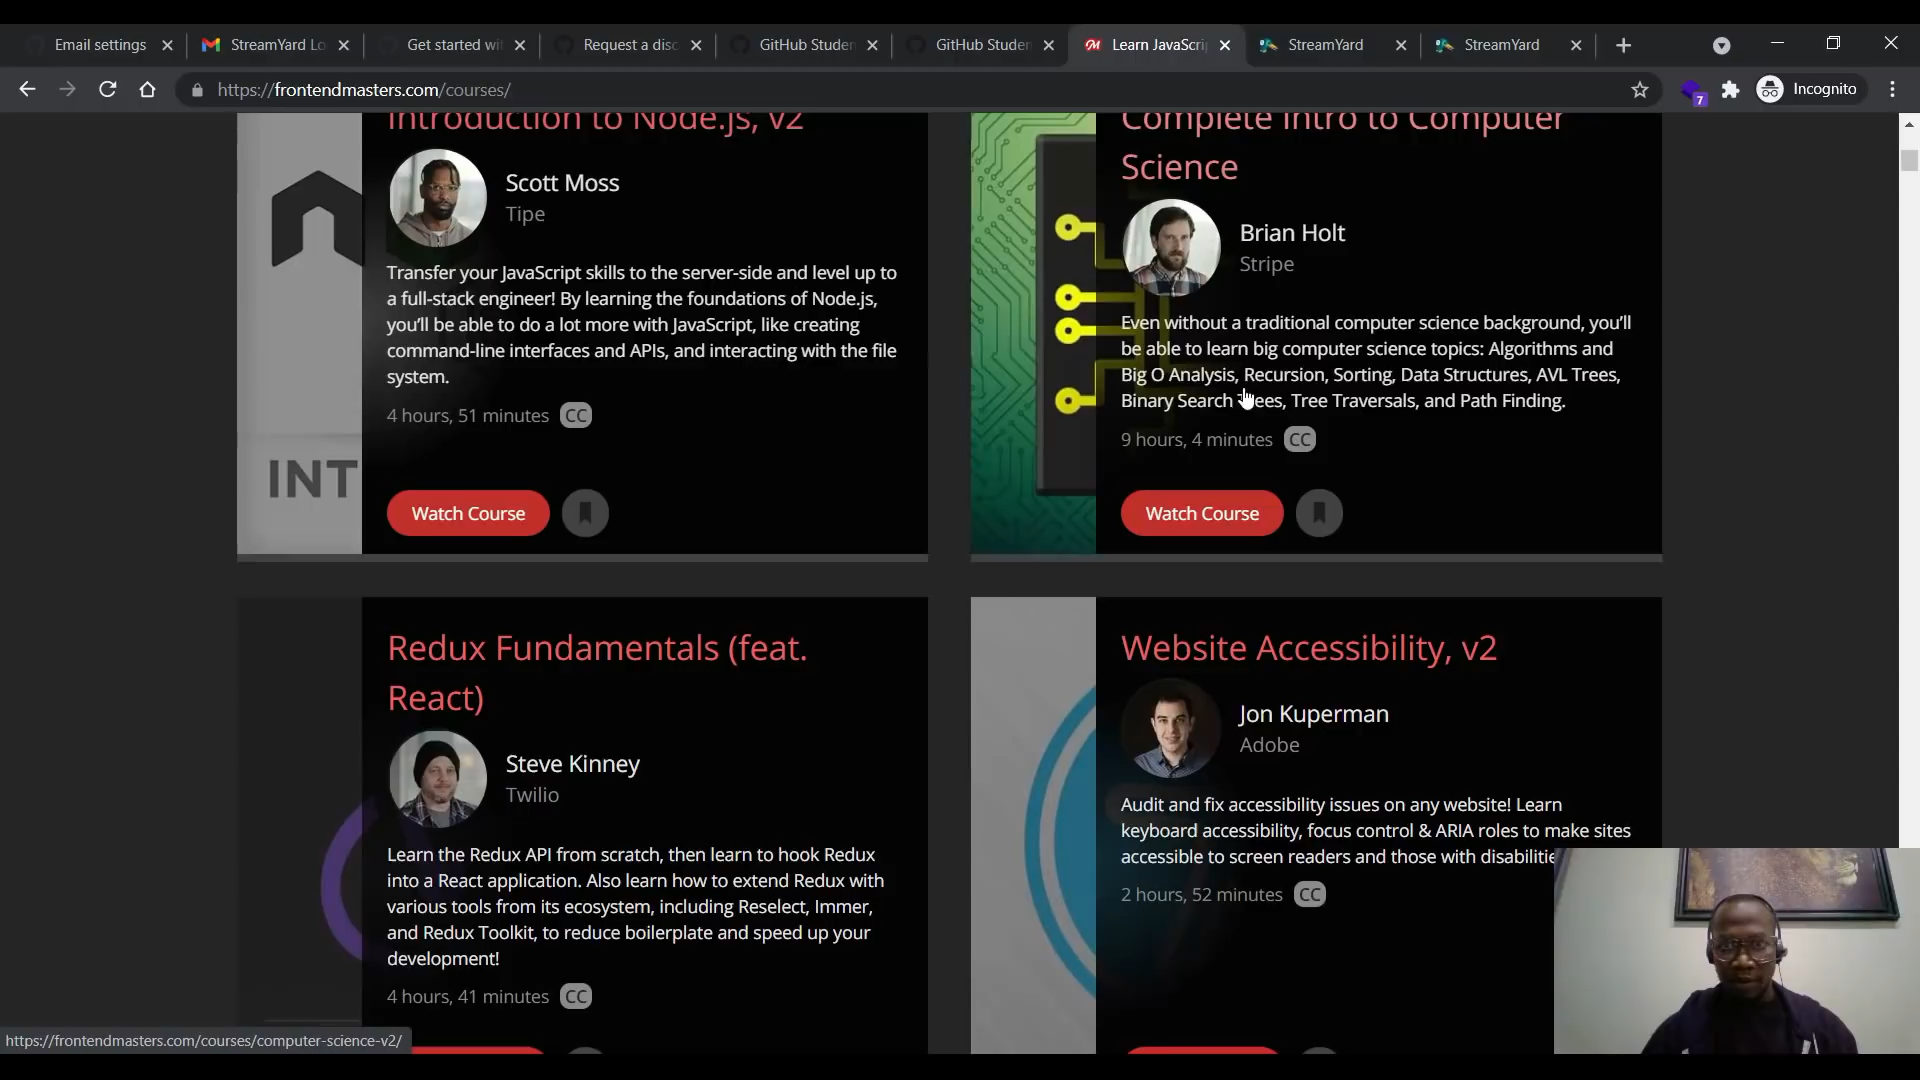 Email settings
StreamYard Lo
Get started wit
Request a disc
GitHub Studen
GitHub Studen
Learn JavaScri
StreamYard
StreamYard
https://frontendmasters.com/courses/
7
Incognito
Introduction to Node.js, v2
Scott Moss
Tipe
Transfer your JavaScript skills to the server-side and level up to
a full-stack engineer! By learning the foundations of Node.js,
you’ll be able to do a lot more with JavaScript, like creating
command-line interfaces and APIs, and interacting with the file
system.
4 hours, 51 minutes CC
INT
Watch Course
Complete Intro to Computer
Science
Brian Holt
Stripe
Even without a traditional computer science background, you’ll
be able to learn big computer science topics: Algorithms and
Big O Analysis, Recursion, Sorting, Data Structures, AVL Trees,
Binary Search Trees, Tree Traversals, and Path Finding.
9 hours, 4 minutes CC
Watch Course
Redux Fundamentals (feat.
React)
Steve Kinney
Twilio
Learn the Redux API from scratch, then learn to hook Redux
into a React application. Also learn how to extend Redux with
various tools from its ecosystem, including Reselect, Immer,
and Redux Toolkit, to reduce boilerplate and speed up your
development!
4 hours, 41 minutes CC
Website Accessibility, v2
Jon Kuperman
Adobe
Audit and fix accessibility issues on any website! Learn
keyboard accessibility, focus control & ARIA roles to make sites
accessible to screen readers and those with disabilitie
2 hours, 52 minutes CC
https://frontendmasters.com/courses/computer-science-v2/